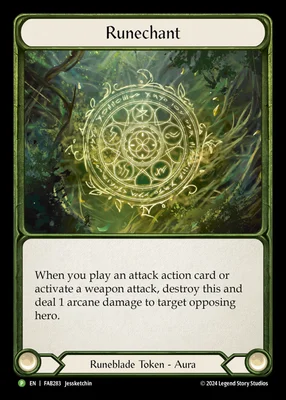 Runechant
When you play an attack action card or
activate a weapon attack, destroy this and
deal 1 arcane damage to target opposing
hero.
Runeblade Token - Aura
P EN | FAB283 Jessketchin
© 2024 Legend Story Studios